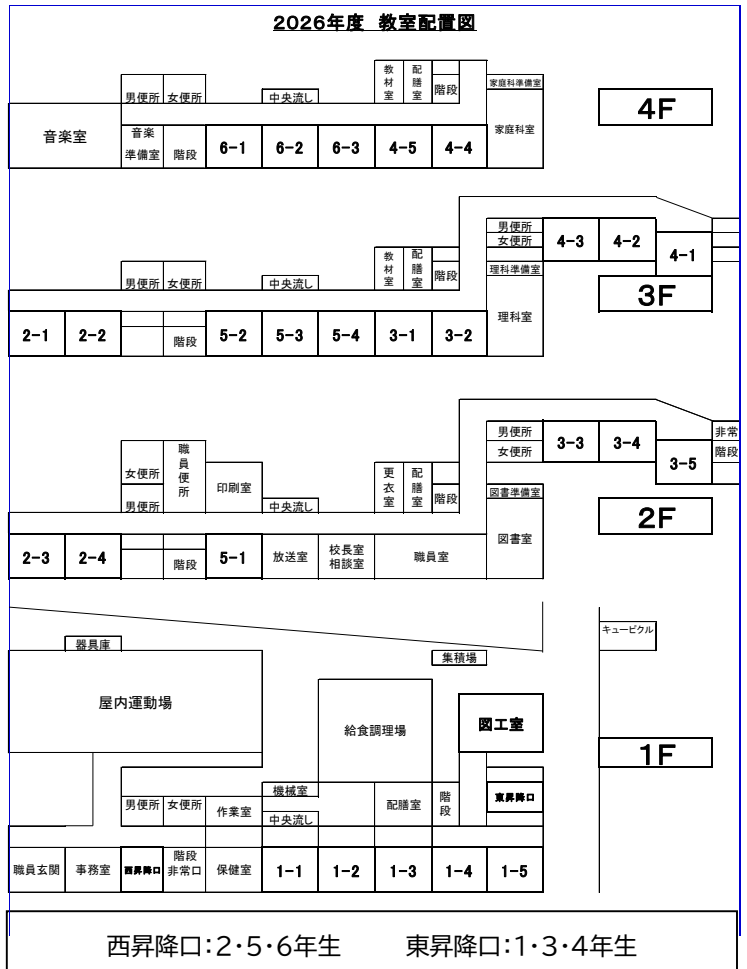 2026年度 教室配置図
教材室 配膳室 階段 家庭科準備室
男便所 女便所 中央流し
4F
音楽室 音楽準備室 階段 6-1 6-2 6-3 4-5 4-4 家庭科室
男便所 女便所 4-3 4-2 4-1
教材室 配膳室 階段 理科準備室
男便所 女便所 中央流し
3F
2-1 2-2 階段 5-2 5-3 5-4 3-1 3-2 理科室
男便所 女便所 3-3 3-4 3-5 非常階段
女便所 男便所 職員便所 印刷室 中央流し 更衣室 配膳室 階段 図書準備室
2F
2-3 2-4 階段 5-1 放送室 校長室 相談室 職員室 図書室
キュービクル
器具庫 集積場
屋内運動場 給食調理場 図工室
1F
男便所 女便所 作業室 機械室 中央流し 配膳室 階段 東昇降口
職員玄関 事務室 西昇降口 階段 非常口 保健室 1-1 1-2 1-3 1-4 1-5
西昇降口:2・5・6年生 東昇降口:1・3・4年生